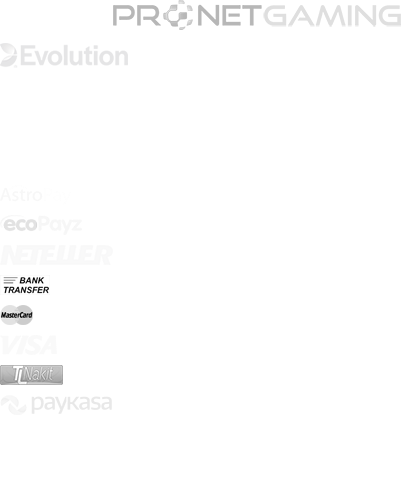 PRONETGAMING
Evolution
Astro
ecoPayz
NETELLER
BANK
TRANSFER
MasterCard
VISA
TLNakit
paykasa